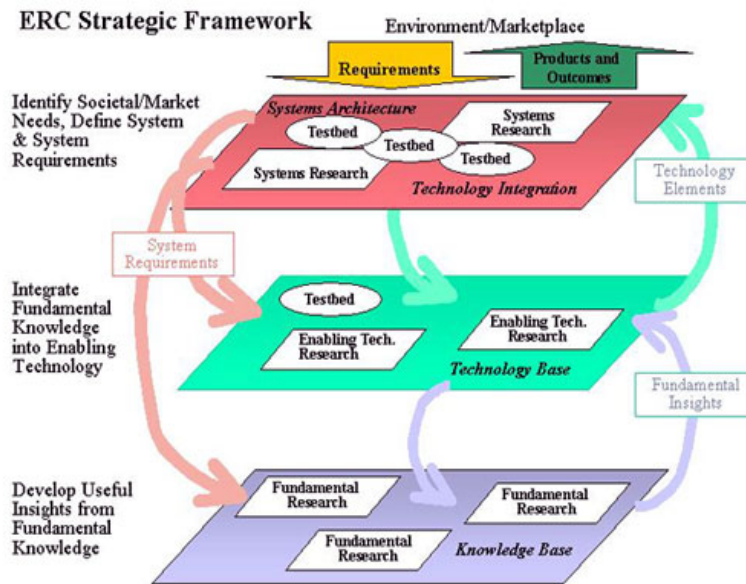 ERC Strategic Framework
Environment/Marketplace
Requirements
Products and
Outcomes
Identify Societal/Market
Needs, Define System
& System
Requirements
Systems Architecture
Testbed
Systems
Research
Testbed
Testbed
Systems Research
Technology Integration
Technology
Elements
System
Requirements
Integrate
Fundamental
Knowledge
into Enabling
Technology
Testbed
Enabling Tech.
Research
Enabling Tech.
Research
Technology Base
Fundamental
Insights
Develop Useful
Insights from
Fundamental
Knowledge
Fundamental
Research
Fundamental
Research
Fundamental
Research
Knowledge Base